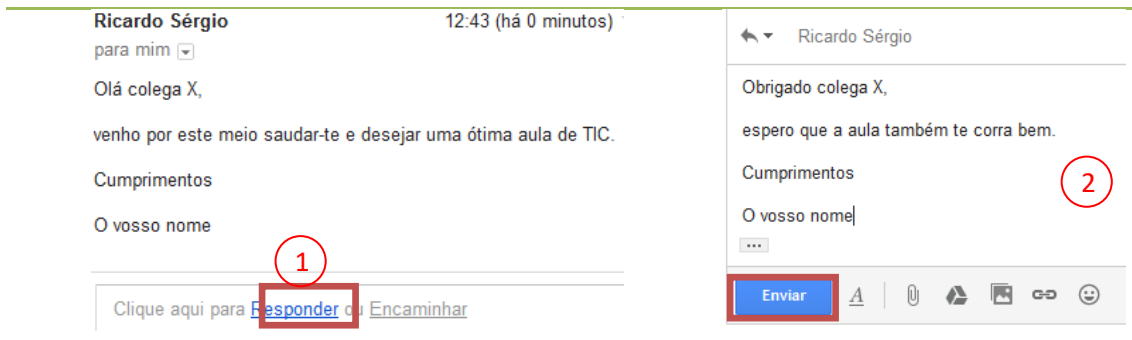 Ricardo Sérgio 12:43 (há 0 minutos)
para mim
Olá colega X,
venho por este meio saudar-te e desejar uma ótima aula de TIC.
Cumprimentos
O vosso nome
1
Clique aqui para Responder ou Encaminhar
Ricardo Sérgio
Obrigado colega X,
espero que a aula também te corra bem.
Cumprimentos
2
O vosso nome
...
Enviar A